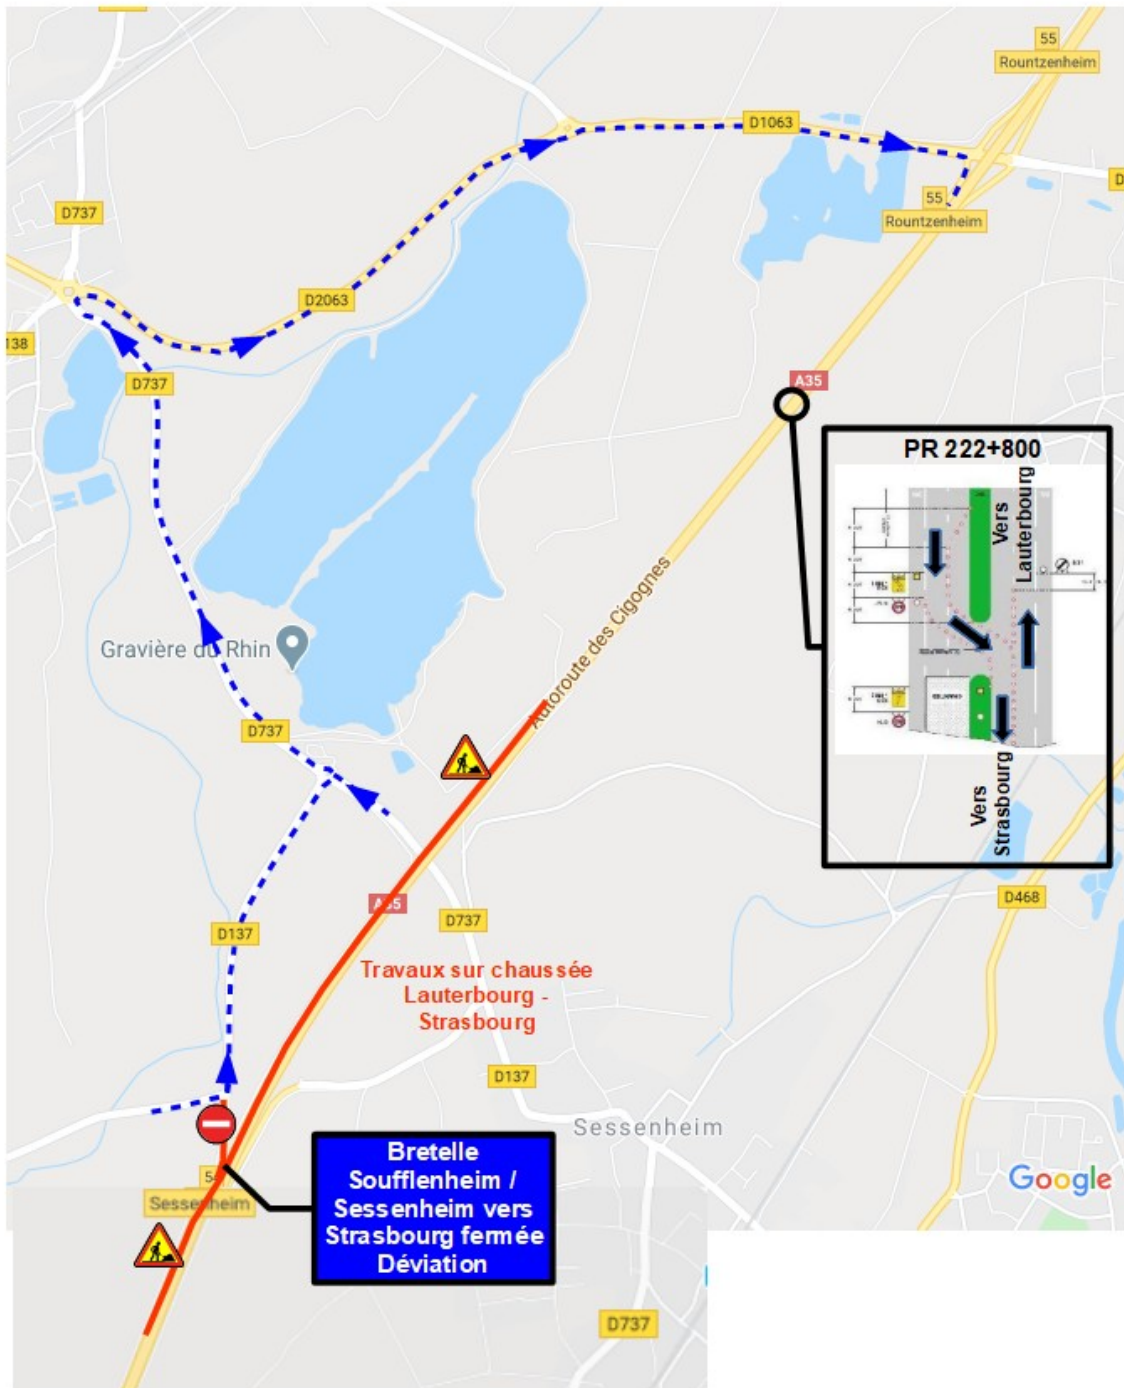 55
Rountzenheim
D1063
D737
55
Rountzenheim
D
D2063
138
D737
A35
PR 222+800
Vers
Lauterbourg
Vers
Strasbourg
Autoroute des Cigognes
Gravière du Rhin
D737
A35
D737
D468
D137
Travaux sur chaussée
Lauterbourg -
Strasbourg
D137
Sessenheim
Bretelle
Soufflenheim /
Sessenheim vers
Strasbourg fermée
Déviation
Google
Sessenheim
D737